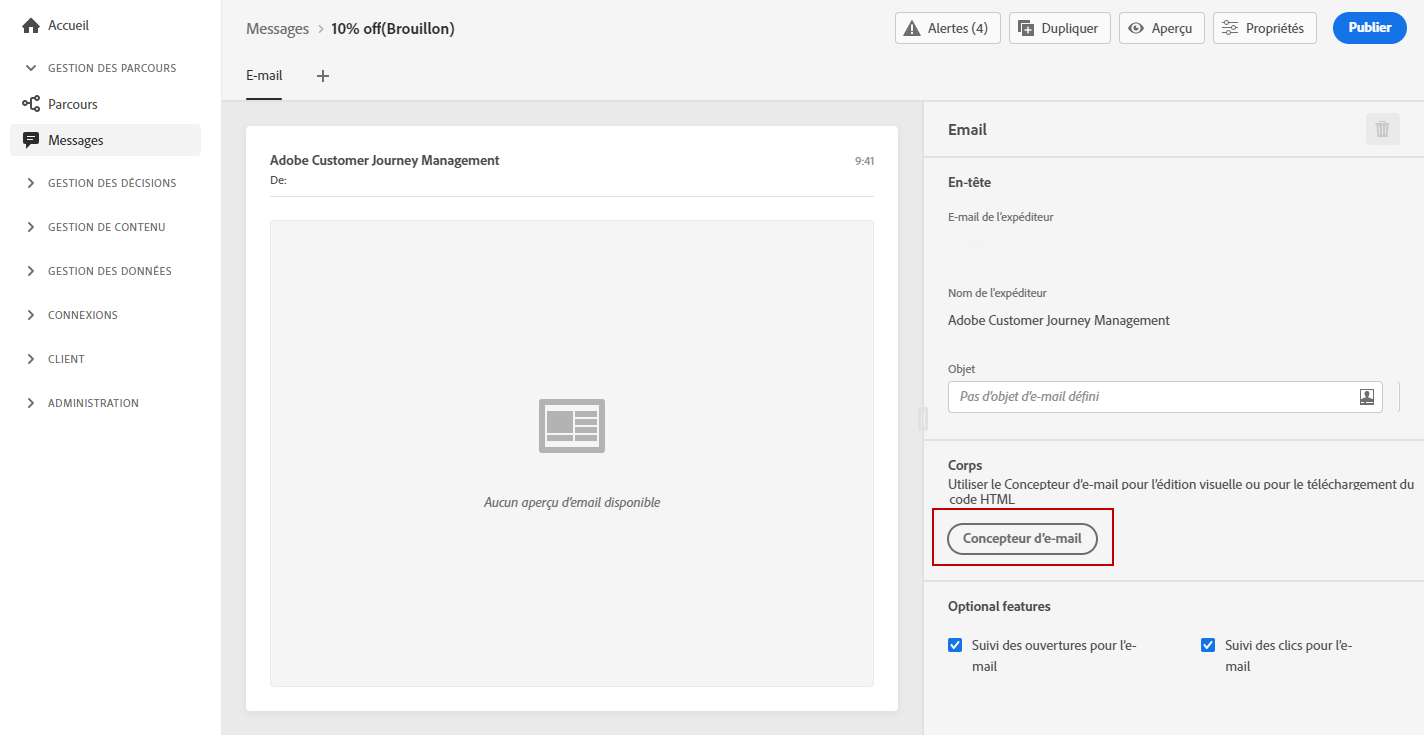 Accueil
GESTION DES PARCOURS
Parcours
Messages
GESTION DES DÉCISIONS
GESTION DE CONTENU
GESTION DES DONNÉES
CONNEXIONS
CLIENT
ADMINISTRATION
Messages > 10% off(Brouillon)
Alertes (4)
Dupliquer
Aperçu
Propriétés
Publier
E-mail
Adobe Customer Journey Management
9:41
De:
Aucun aperçu d'email disponible
Email
En-tête
E-mail de l'expéditeur
Nom de l'expéditeur
Adobe Customer Journey Management
Objet
Pas d'objet d'e-mail défini
Corps
Utiliser le Concepteur d'e-mail pour l'édition visuelle ou pour le téléchargement du
code HTML
Concepteur d'e-mail
Optional features
Suivi des ouvertures pour l'e-
mail
Suivi des clics pour l'e-
mail